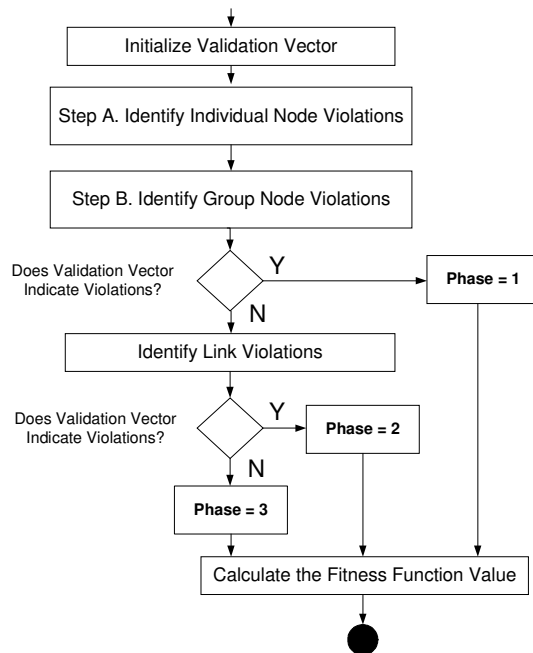 Initialize Validation Vector
Step A. Identify Individual Node Violations
Step B. Identify Group Node Violations
Does Validation Vector
Indicate Violations?
Y
Phase = 1
N
Identify Link Violations
Does Validation Vector
Indicate Violations?
Y
Phase = 2
N
Phase = 3
Calculate the Fitness Function Value